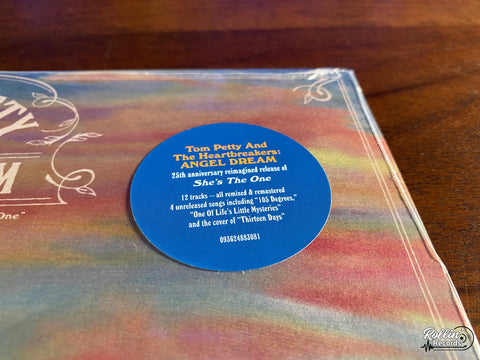 TTY
M
One"
Tom Petty And
The Heartbreakers:
ANGEL DREAM
25th anniversary reimagined release of
She's The One
12 tracks – all remixed & remastered
4 unreleased songs including "105 Degrees,"
"One Of Life's Little Mysteries"
and the cover of "Thirteen Days"
093624883081
Rollin'
Records